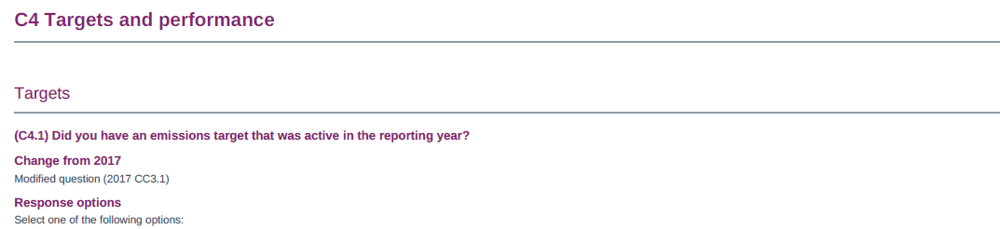 C4 Targets and performance
Targets
(C4.1) Did you have an emissions target that was active in the reporting year?
Change from 2017
Modified question (2017 CC3.1)
Response options
Select one of the following options: